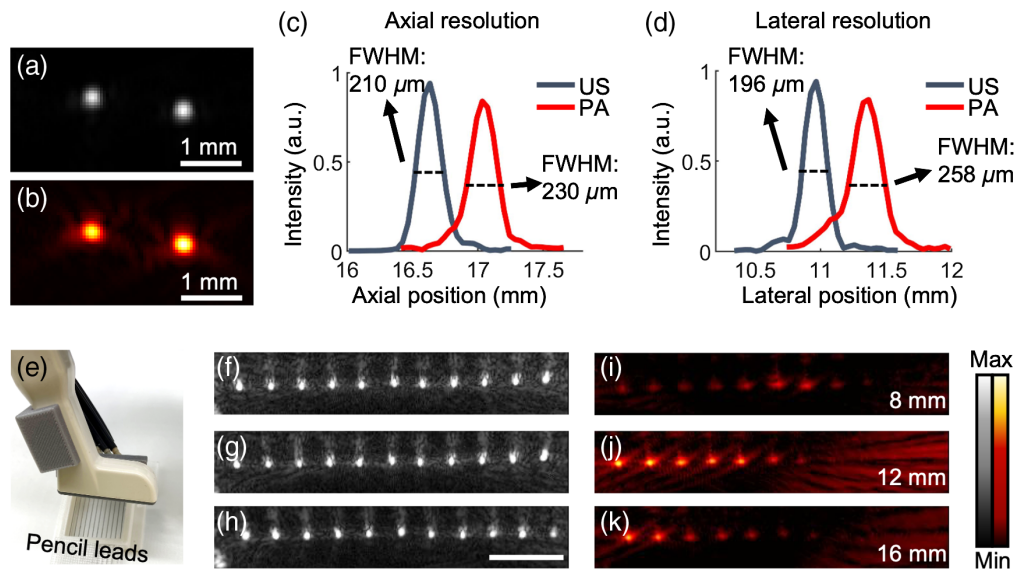 (a)
1 mm
(b)
1 mm
(c)
Axial resolution
FWHM:
210 µm
US
PA
FWHM:
230 µm
Intensity (a.u.)
1
0.5
0
16
16.5
17
17.5
Axial position (mm)
(d)
Lateral resolution
FWHM:
196 µm
US
PA
FWHM:
258 µm
Intensity (a.u.)
1
0.5
0
10.5
11
11.5
12
Lateral position (mm)
(e)
Pencil leads
(f)
(g)
(h)
(i)
8 mm
(j)
12 mm
(k)
16 mm
Max
Min